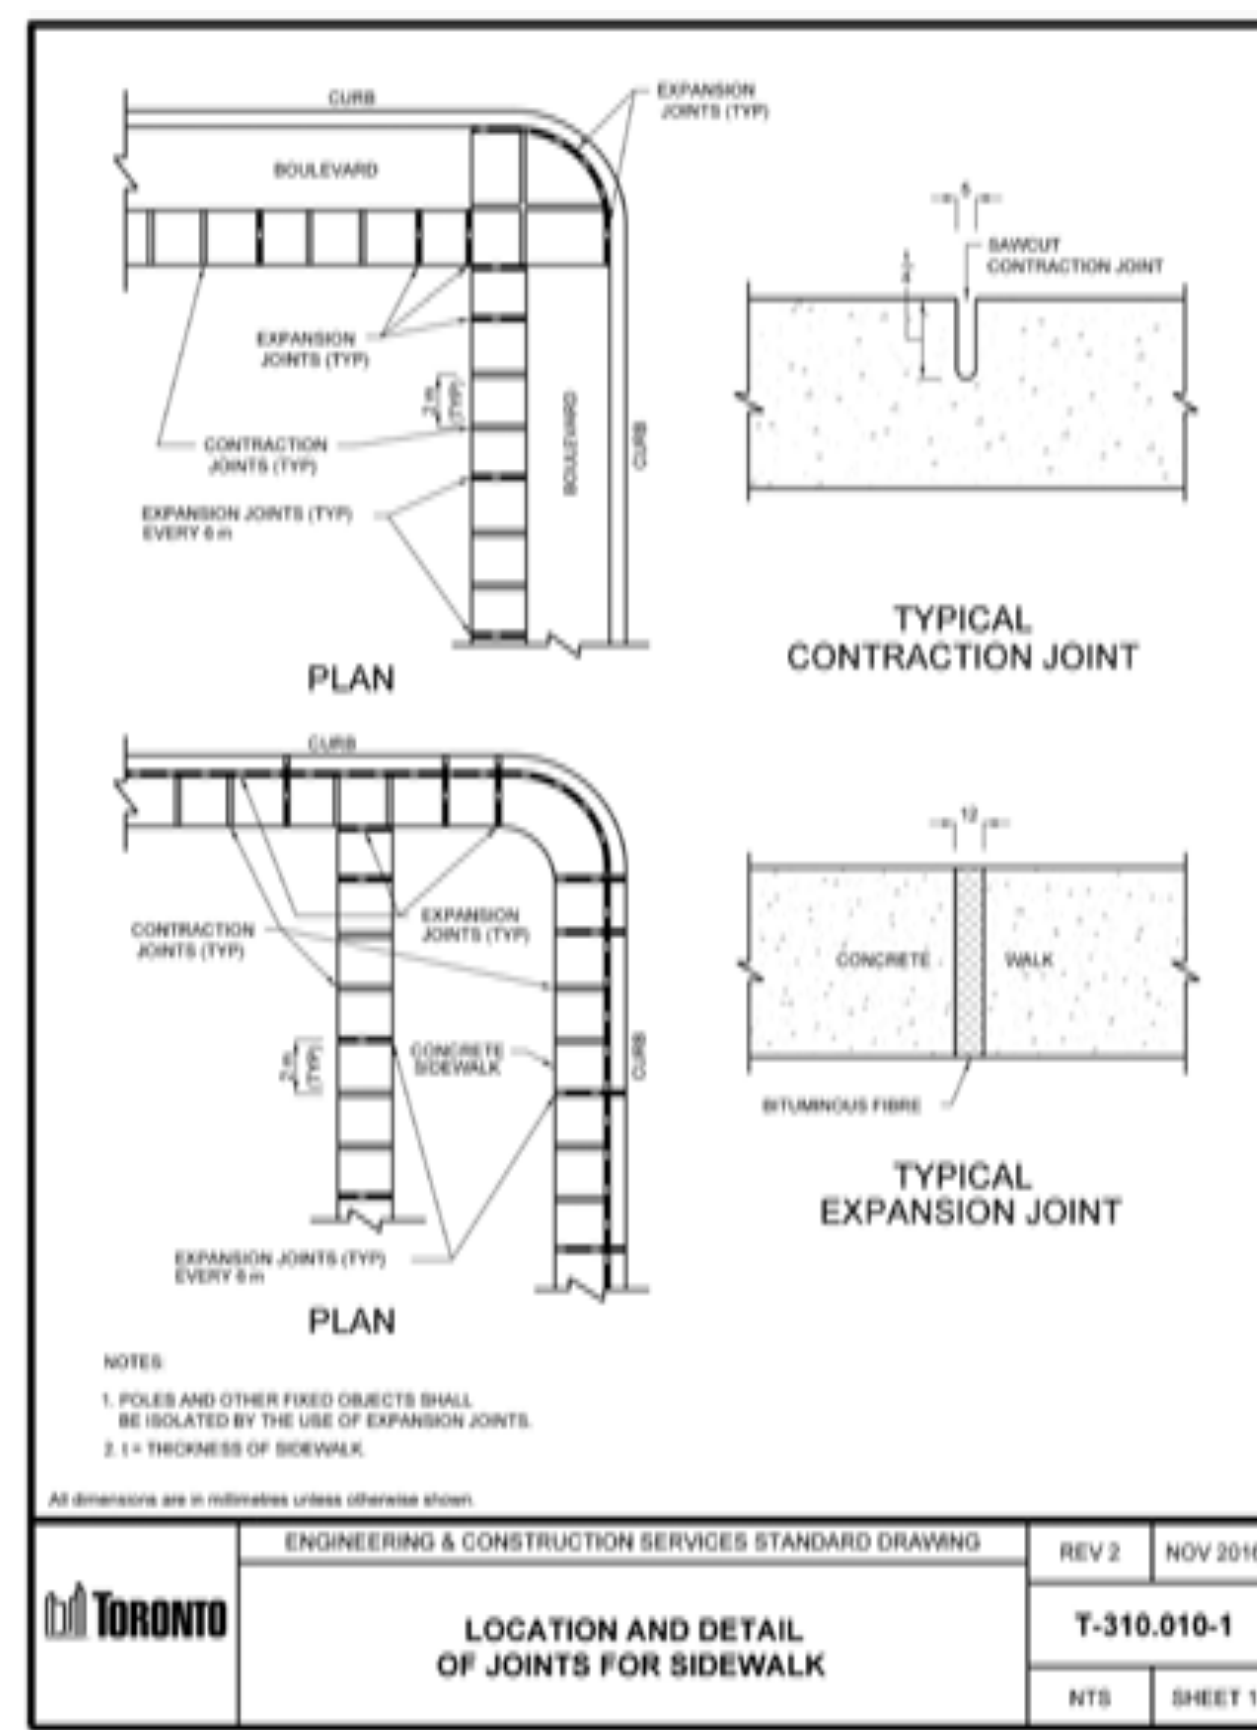 CURB
EXPANSION
JOINTS (TYP)
BOULEVARD
EXPANSION
JOINTS (TYP)
2 m
(TYP)
CONTRACTION
JOINTS (TYP)
BOULEVARD
CURB
EXPANSION JOINTS (TYP)
EVERY 6 m
PLAN
5
SAWCUT
CONTRACTION JOINT
TYPICAL
CONTRACTION JOINT
CURB
CONTRACTION
JOINTS (TYP)
EXPANSION
JOINTS (TYP)
2 m
(TYP)
CONCRETE
SIDEWALK
CURB
EXPANSION JOINTS (TYP)
EVERY 6 m
PLAN
12
CONCRETE
WALK
BITUMINOUS FIBRE
TYPICAL
EXPANSION JOINT
NOTES:
1. POLES AND OTHER FIXED OBJECTS SHALL
BE ISOLATED BY THE USE OF EXPANSION JOINTS.
2. t = THICKNESS OF SIDEWALK.
All dimensions are in millimetres unless otherwise shown.
TORONTO
ENGINEERING & CONSTRUCTION SERVICES STANDARD DRAWING
LOCATION AND DETAIL
OF JOINTS FOR SIDEWALK
REV 2
NOV 2016
T-310.010-1
NTS
SHEET 1